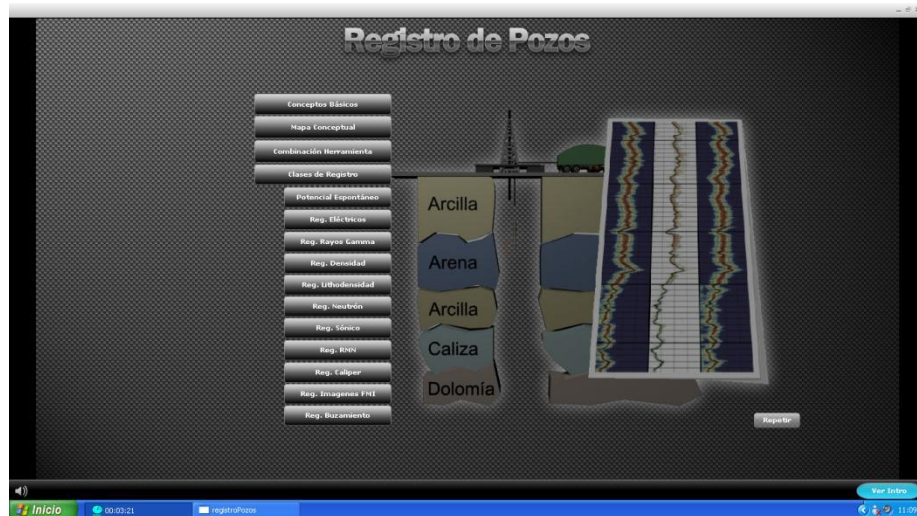 Registro de Pozos
Conceptos Básicos
Mapa Conceptual
Combinación Herramienta
Clases de Registro
Potencial Espontáneo
Reg. Eléctricos
Reg. Rayos Gamma
Reg. Densidad
Reg. Lithodensidad
Reg. Neutrón
Reg. Sónico
Reg. RNN
Reg. Caliper
Reg. Imagenes FMI
Reg. Buzamiento
Arcilla
Arena
Arcilla
Caliza
Dolomía
Repetir
Ver Intro
Inicio
00:03:21
registroPozos
11:09